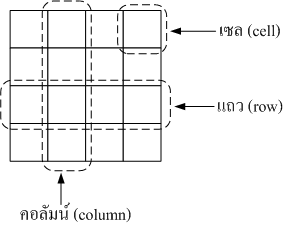 เซล (cell)
แถว (row)
คอลัมน์ (column)